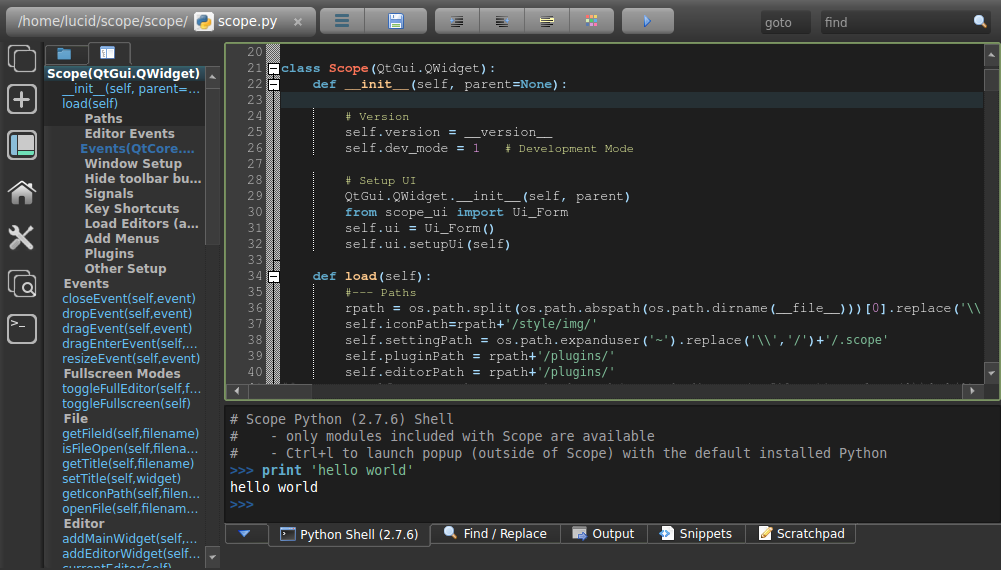 /home/lucid/scope/scope/ scope.py ×
goto
find
Scope(QtGui.QWidget)
__init__(self, parent=...
load(self)
Paths
Editor Events
Events(QtCore....
Window Setup
Hide toolbar bu...
Signals
Key Shortcuts
Load Editors (a...
Add Menus
Plugins
Other Setup
Events
closeEvent(self,event)
dropEvent(self,event)
dragEvent(self,event)
dragEnterEvent(self,...
resizeEvent(self,event)
Fullscreen Modes
toggleFullEditor(self,f...
toggleFullscreen(self)
File
getFileId(self,filename)
isFileOpen(self,filena...
getTitle(self,filename)
setTitle(self,widget)
getIconPath(self,filen...
openFile(self,filenam...
Editor
addMainWidget(self,...
addEditorWidget(self...
currentEditor(self)
20
21 class Scope(QtGui.QWidget):
22 def __init__(self, parent=None):
23
24 # Version
25 self.version = __version__
26 self.dev_mode = 1 # Development Mode
27
28 # Setup UI
29 QtGui.QWidget.__init__(self, parent)
30 from scope_ui import Ui_Form
31 self.ui = Ui_Form()
32 self.ui.setupUi(self)
33
34 def load(self):
35 #--- Paths
36 rpath = os.path.split(os.path.abspath(os.path.dirname(__file__)))[0].replace('\\
37 self.iconPath=rpath+'/style/img/'
38 self.settingPath = os.path.expanduser('~').replace('\\','/')+'/.scope'
39 self.pluginPath = rpath+'/plugins/'
40 self.editorPath = rpath+'/plugins/'
# Scope Python (2.7.6) Shell
# - only modules included with Scope are available
# - Ctrl+l to launch popup (outside of Scope) with the default installed Python
>>> print 'hello world'
hello world
>>>
Python Shell (2.7.6)
Find / Replace
Output
Snippets
Scratchpad